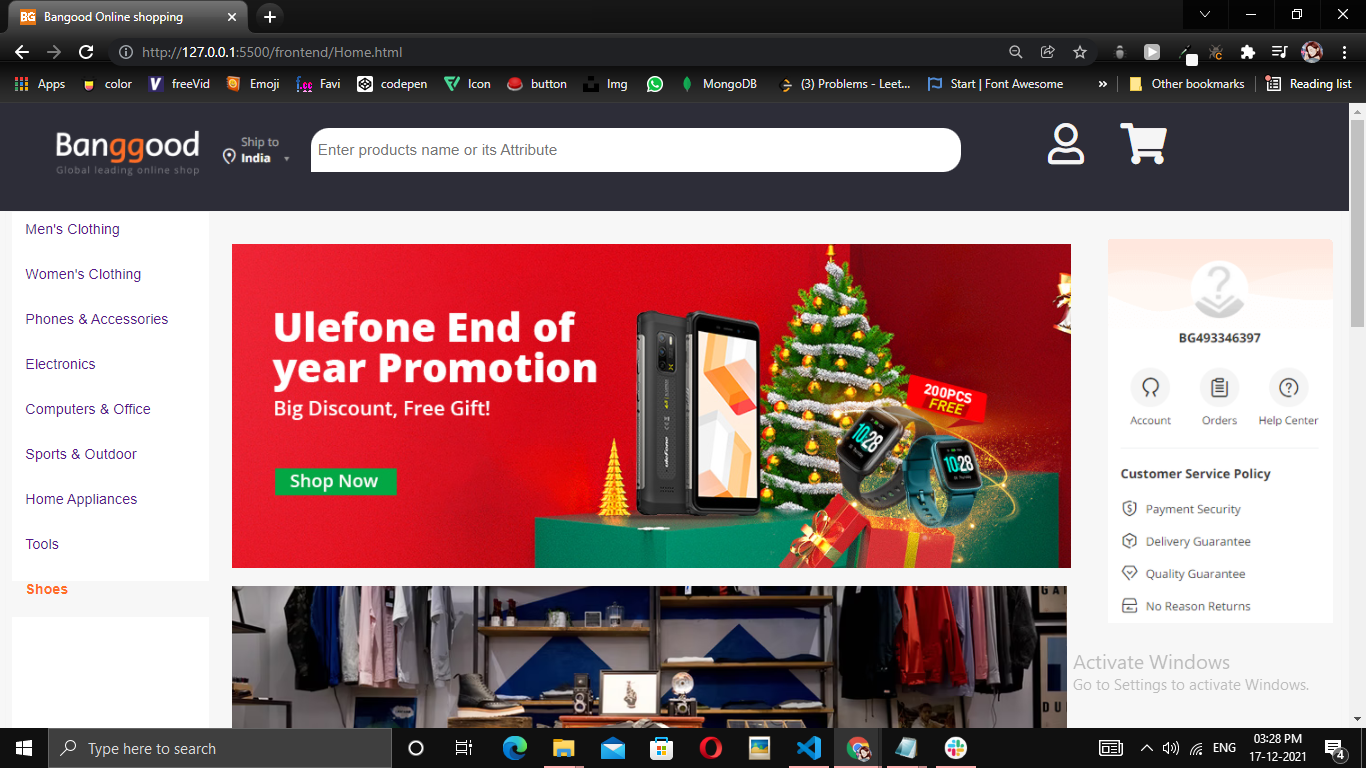 BG Bangood Online shopping
http://127.0.0.1:5500/frontend/Home.html
Apps color freeVid Emoji Favi codepen Icon button Img MongoDB (3) Problems - Leet... Start | Font Awesome » Other bookmarks Reading list
Banggood
Global leading online shop
Ship to
India
Enter products name or its Attribute
Men's Clothing
Women's Clothing
Phones & Accessories
Electronics
Computers & Office
Sports & Outdoor
Home Appliances
Tools
Shoes
Ulefone End of
year Promotion
Big Discount, Free Gift!
Shop Now
ulefone
200PCS
FREE
10:28
10:28
BG493346397
Account Orders Help Center
Customer Service Policy
Payment Security
Delivery Guarantee
Quality Guarantee
No Reason Returns
Activate Windows
Go to Settings to activate Windows.
Type here to search
ENG
03:28 PM
17-12-2021
4